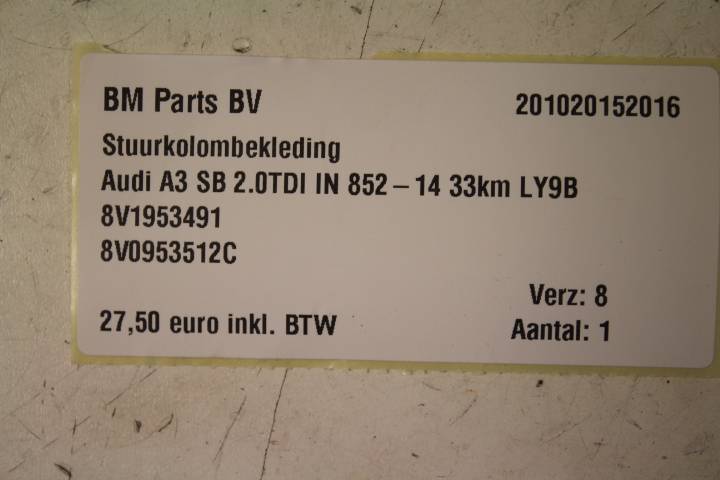 BM Parts BV 201020152016
Stuurkolombekleding
Audi A3 SB 2.0TDI IN 852 – 14 33km LY9B
8V1953491
8V0953512C
Verz: 8
27,50 euro inkl. BTW Aantal: 1